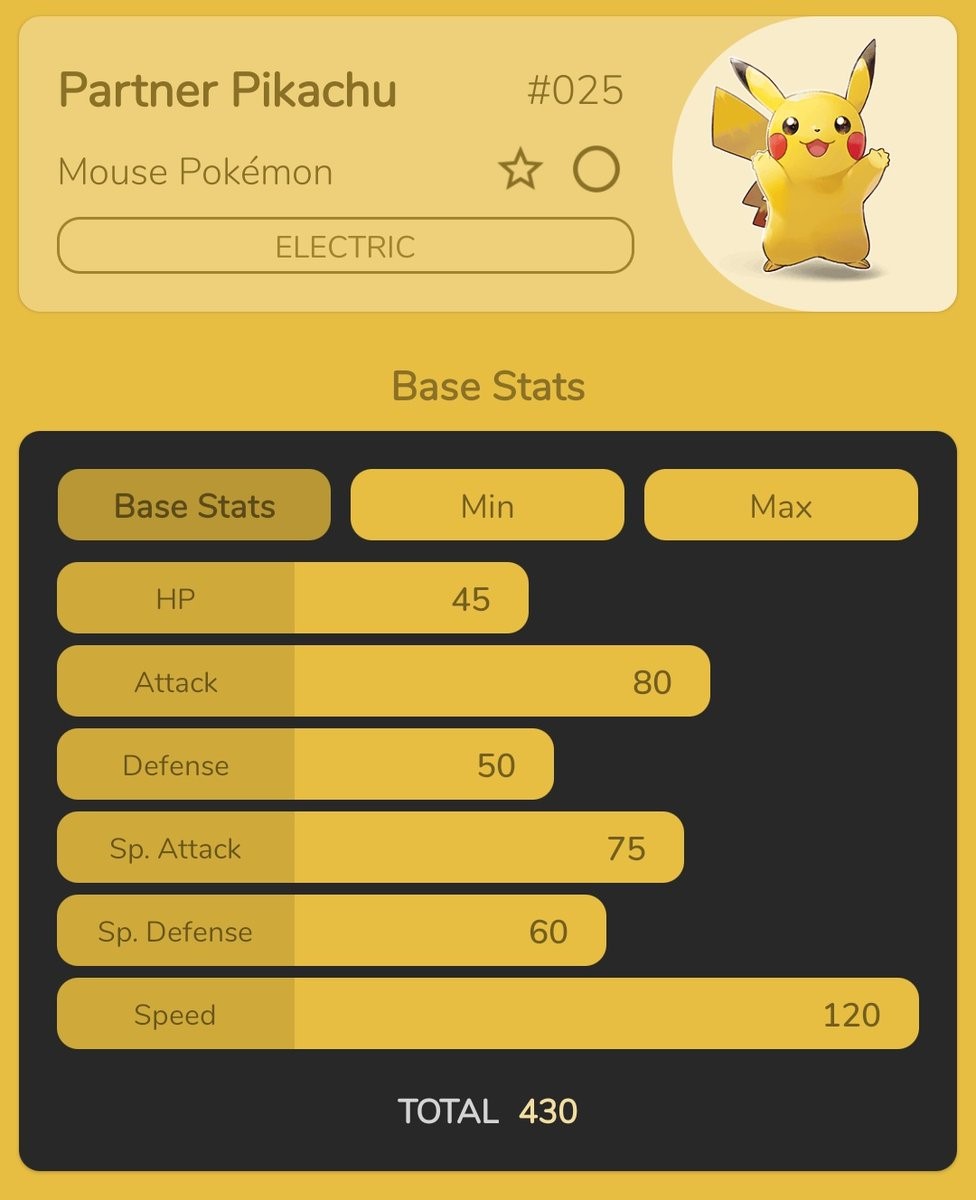 Partner Pikachu #025
Mouse Pokémon
ELECTRIC
Base Stats
Base Stats Min Max
HP 45
Attack 80
Defense 50
Sp. Attack 75
Sp. Defense 60
Speed 120
TOTAL 430